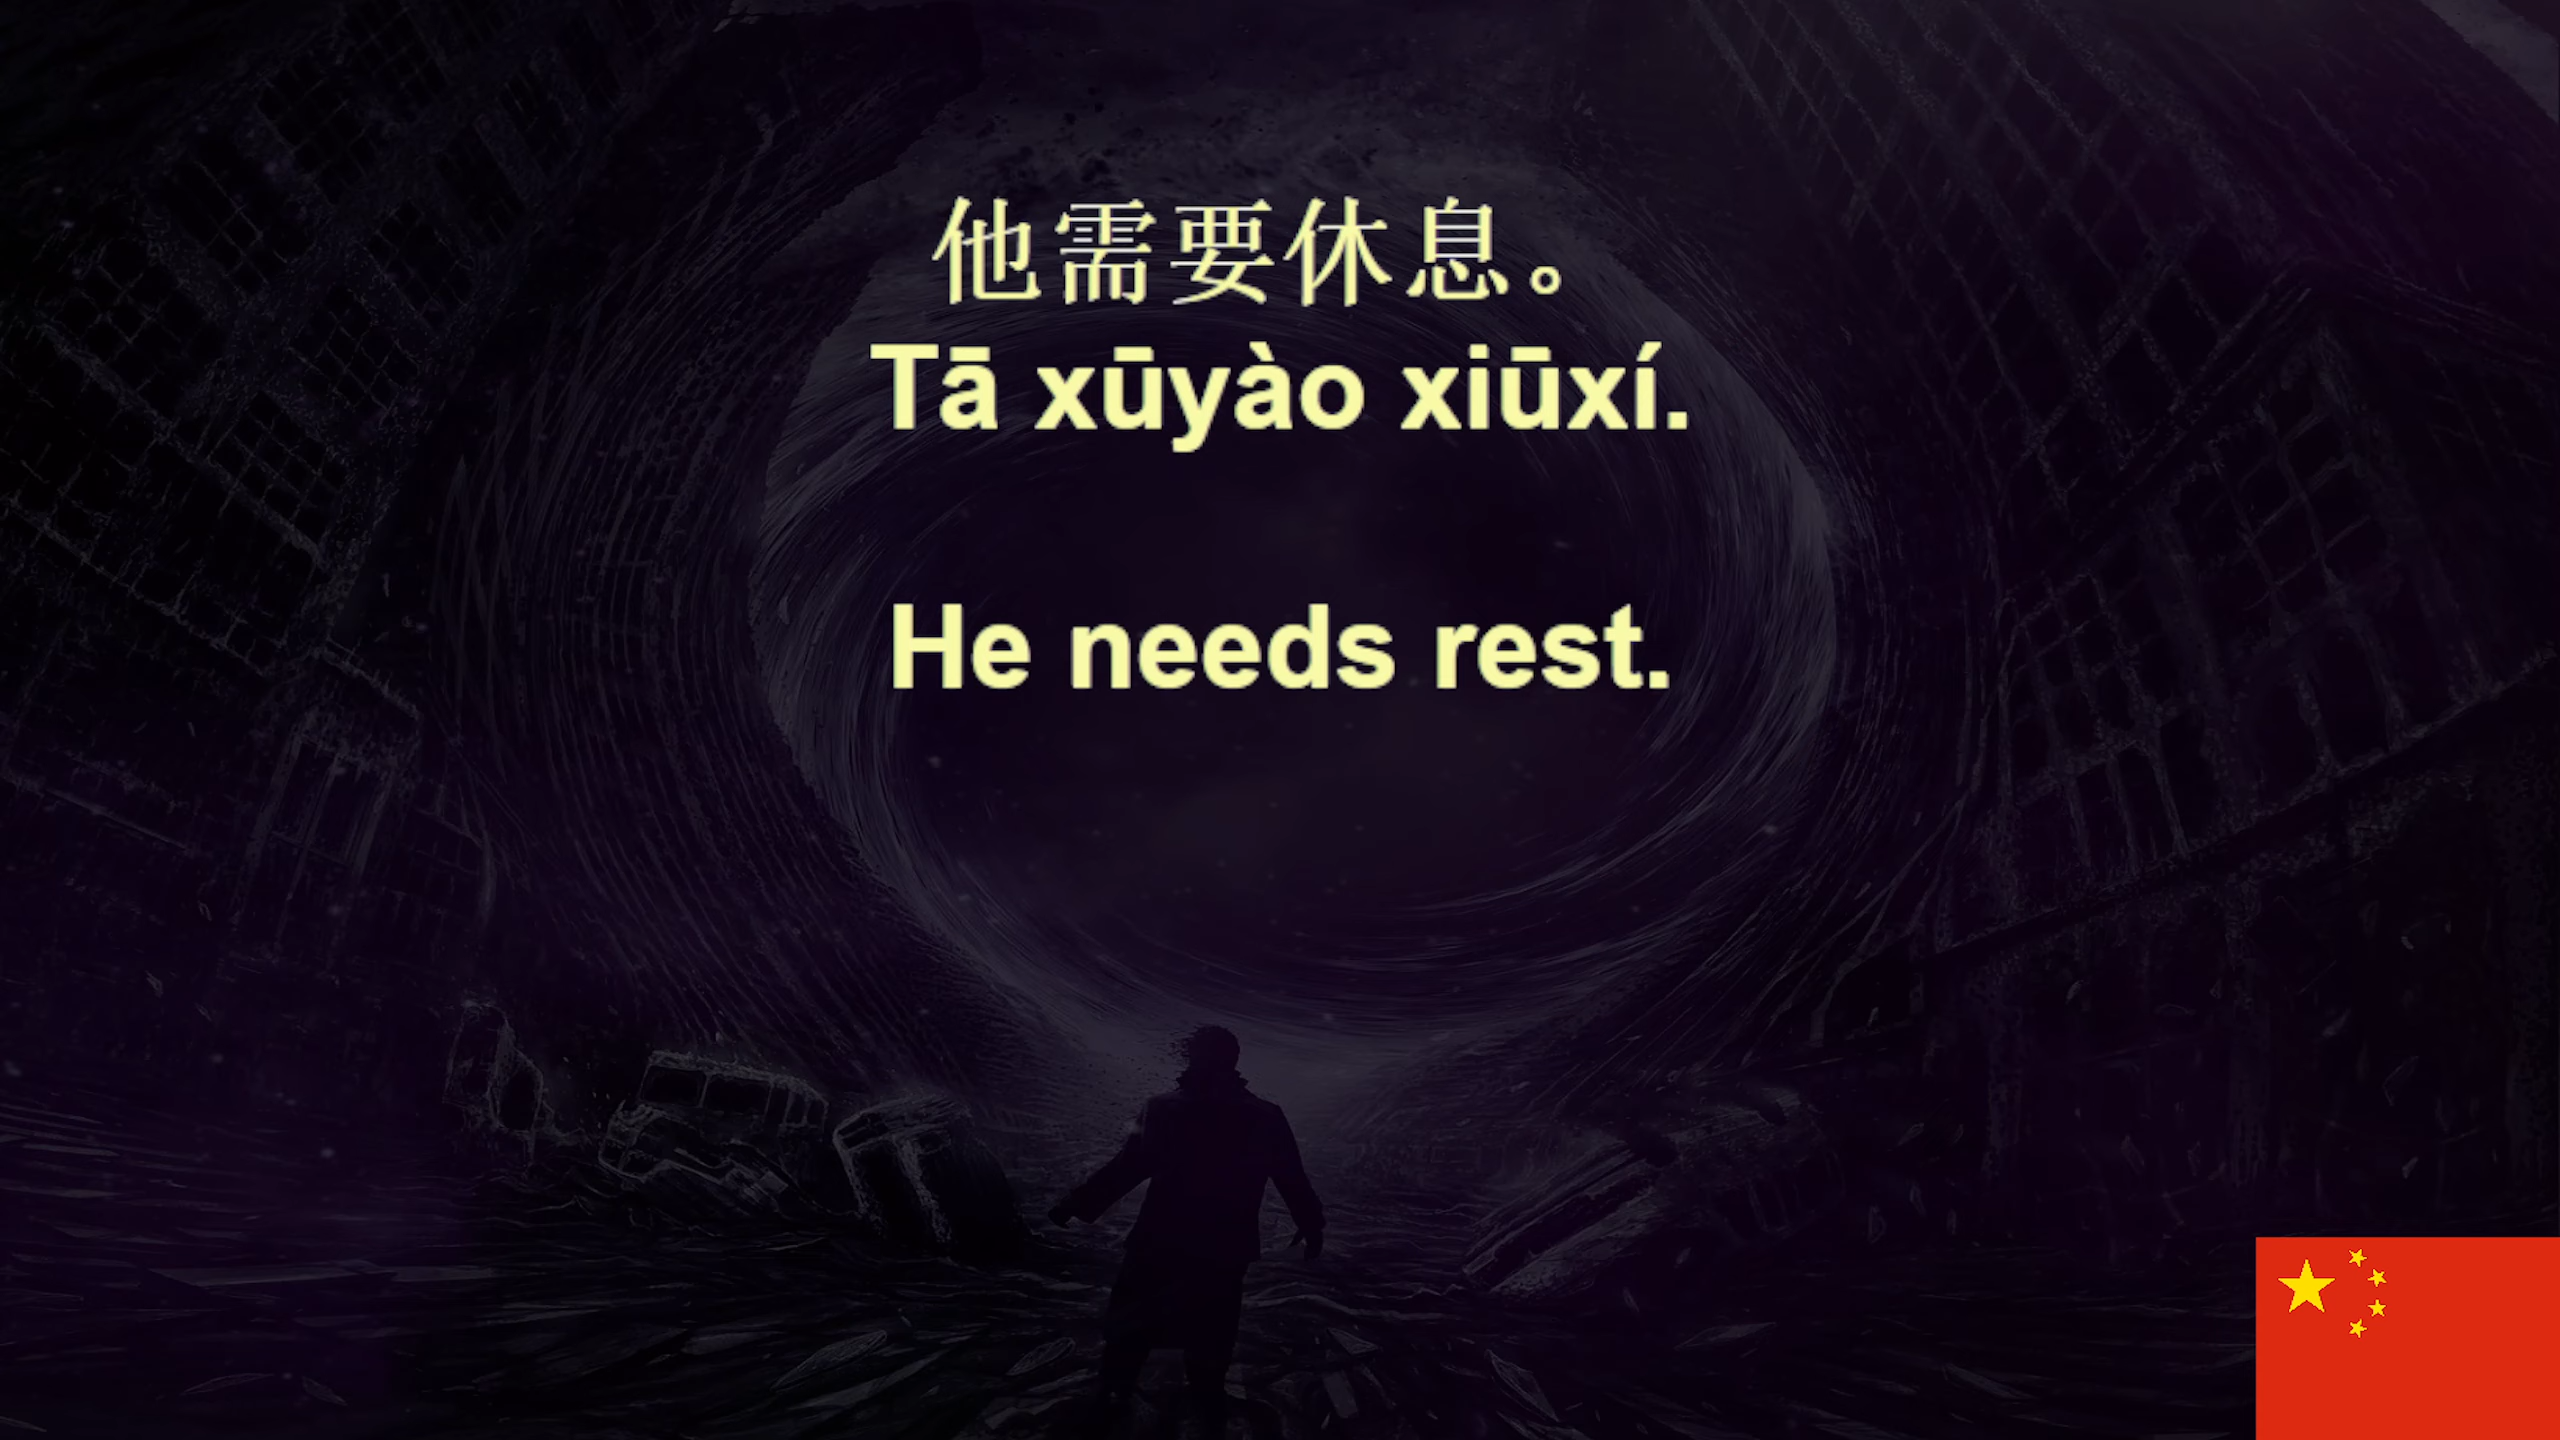 他需要休息。
Tā xūyào xiūxí.
He needs rest.